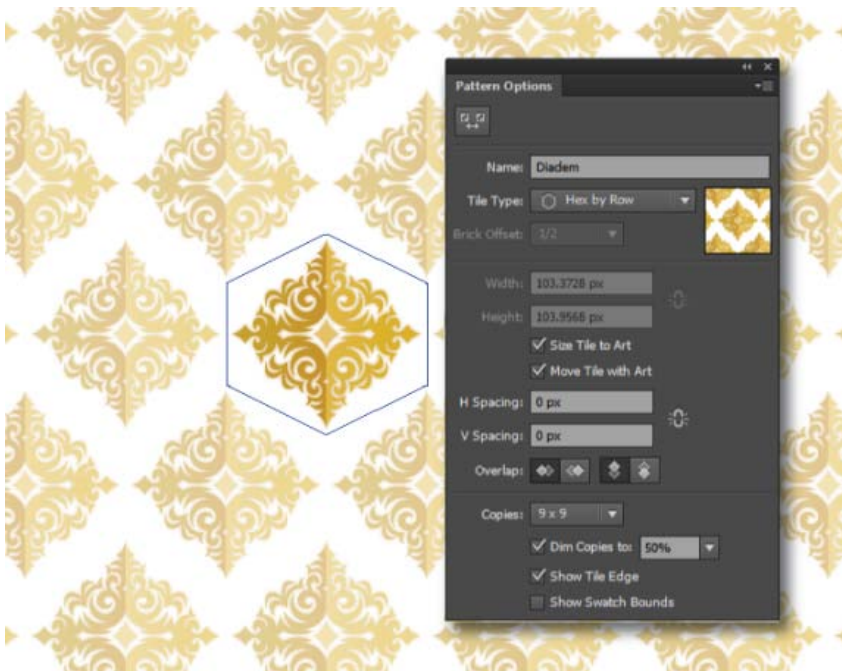 Pattern Options
Name: Diadem
Tile Type: Hex by Row
Brick Offset: 1/2
Width: 103.3728 px
Height: 103.9568 px
Size Tile to Art
Move Tile with Art
H Spacing: 0 px
V Spacing: 0 px
Overlap:
Copies: 9 x 9
Dim Copies to: 50%
Show Tile Edge
Show Swatch Bounds